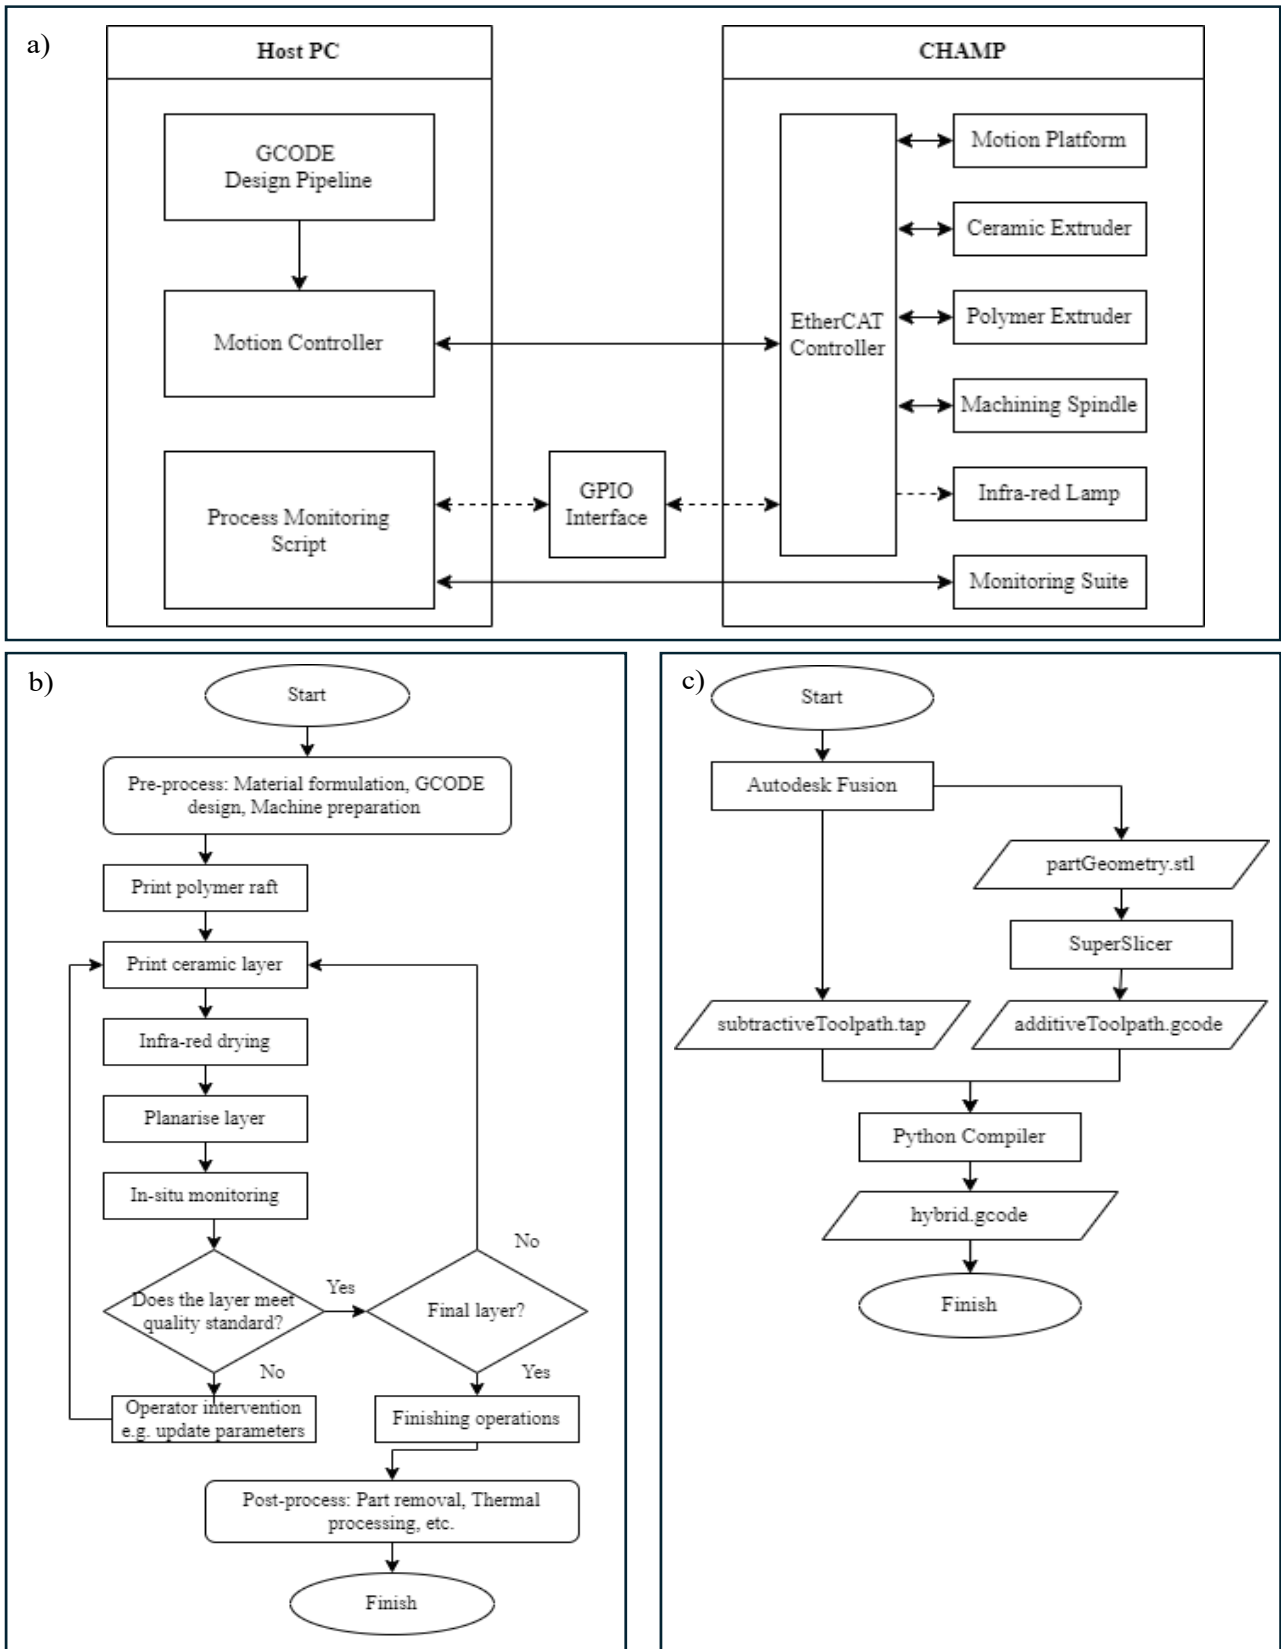 a)
Host PC
CHAMP
GCODE
Design Pipeline
Motion Controller
Process Monitoring
Script
GPIO
Interface
EtherCAT
Controller
Motion Platform
Ceramic Extruder
Polymer Extruder
Machining Spindle
Infra-red Lamp
Monitoring Suite
b)
Start
Pre-process: Material formulation, GCODE
design, Machine preparation
Print polymer raft
Print ceramic layer
Infra-red drying
Planarise layer
In-situ monitoring
Does the layer meet
quality standard?
Yes
No
Final layer?
No
Yes
Operator intervention
e.g. update parameters
Finishing operations
Post-process: Part removal, Thermal
processing, etc.
Finish
c)
Start
Autodesk Fusion
partGeometry.stl
SuperSlicer
subtractiveToolpath.tap
additiveToolpath.gcode
Python Compiler
hybrid.gcode
Finish